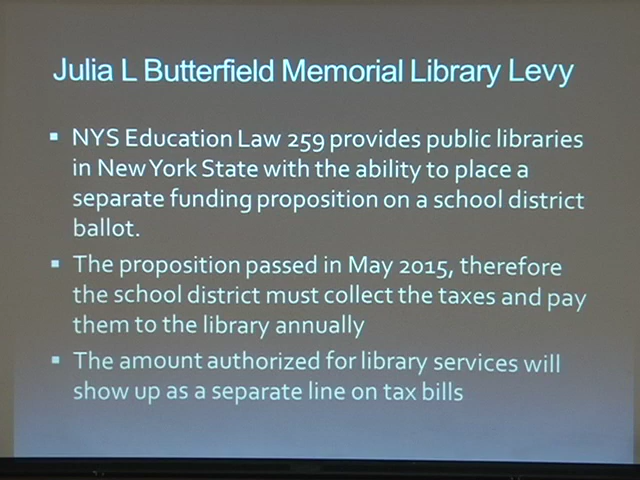 Julia L Butterfield Memorial Library Levy
▪ NYS Education Law 259 provides public libraries
in New York State with the ability to place a
separate funding proposition on a school district
ballot.
▪ The proposition passed in May 2015, therefore
the school district must collect the taxes and pay
them to the library annually
▪ The amount authorized for library services will
show up as a separate line on tax bills